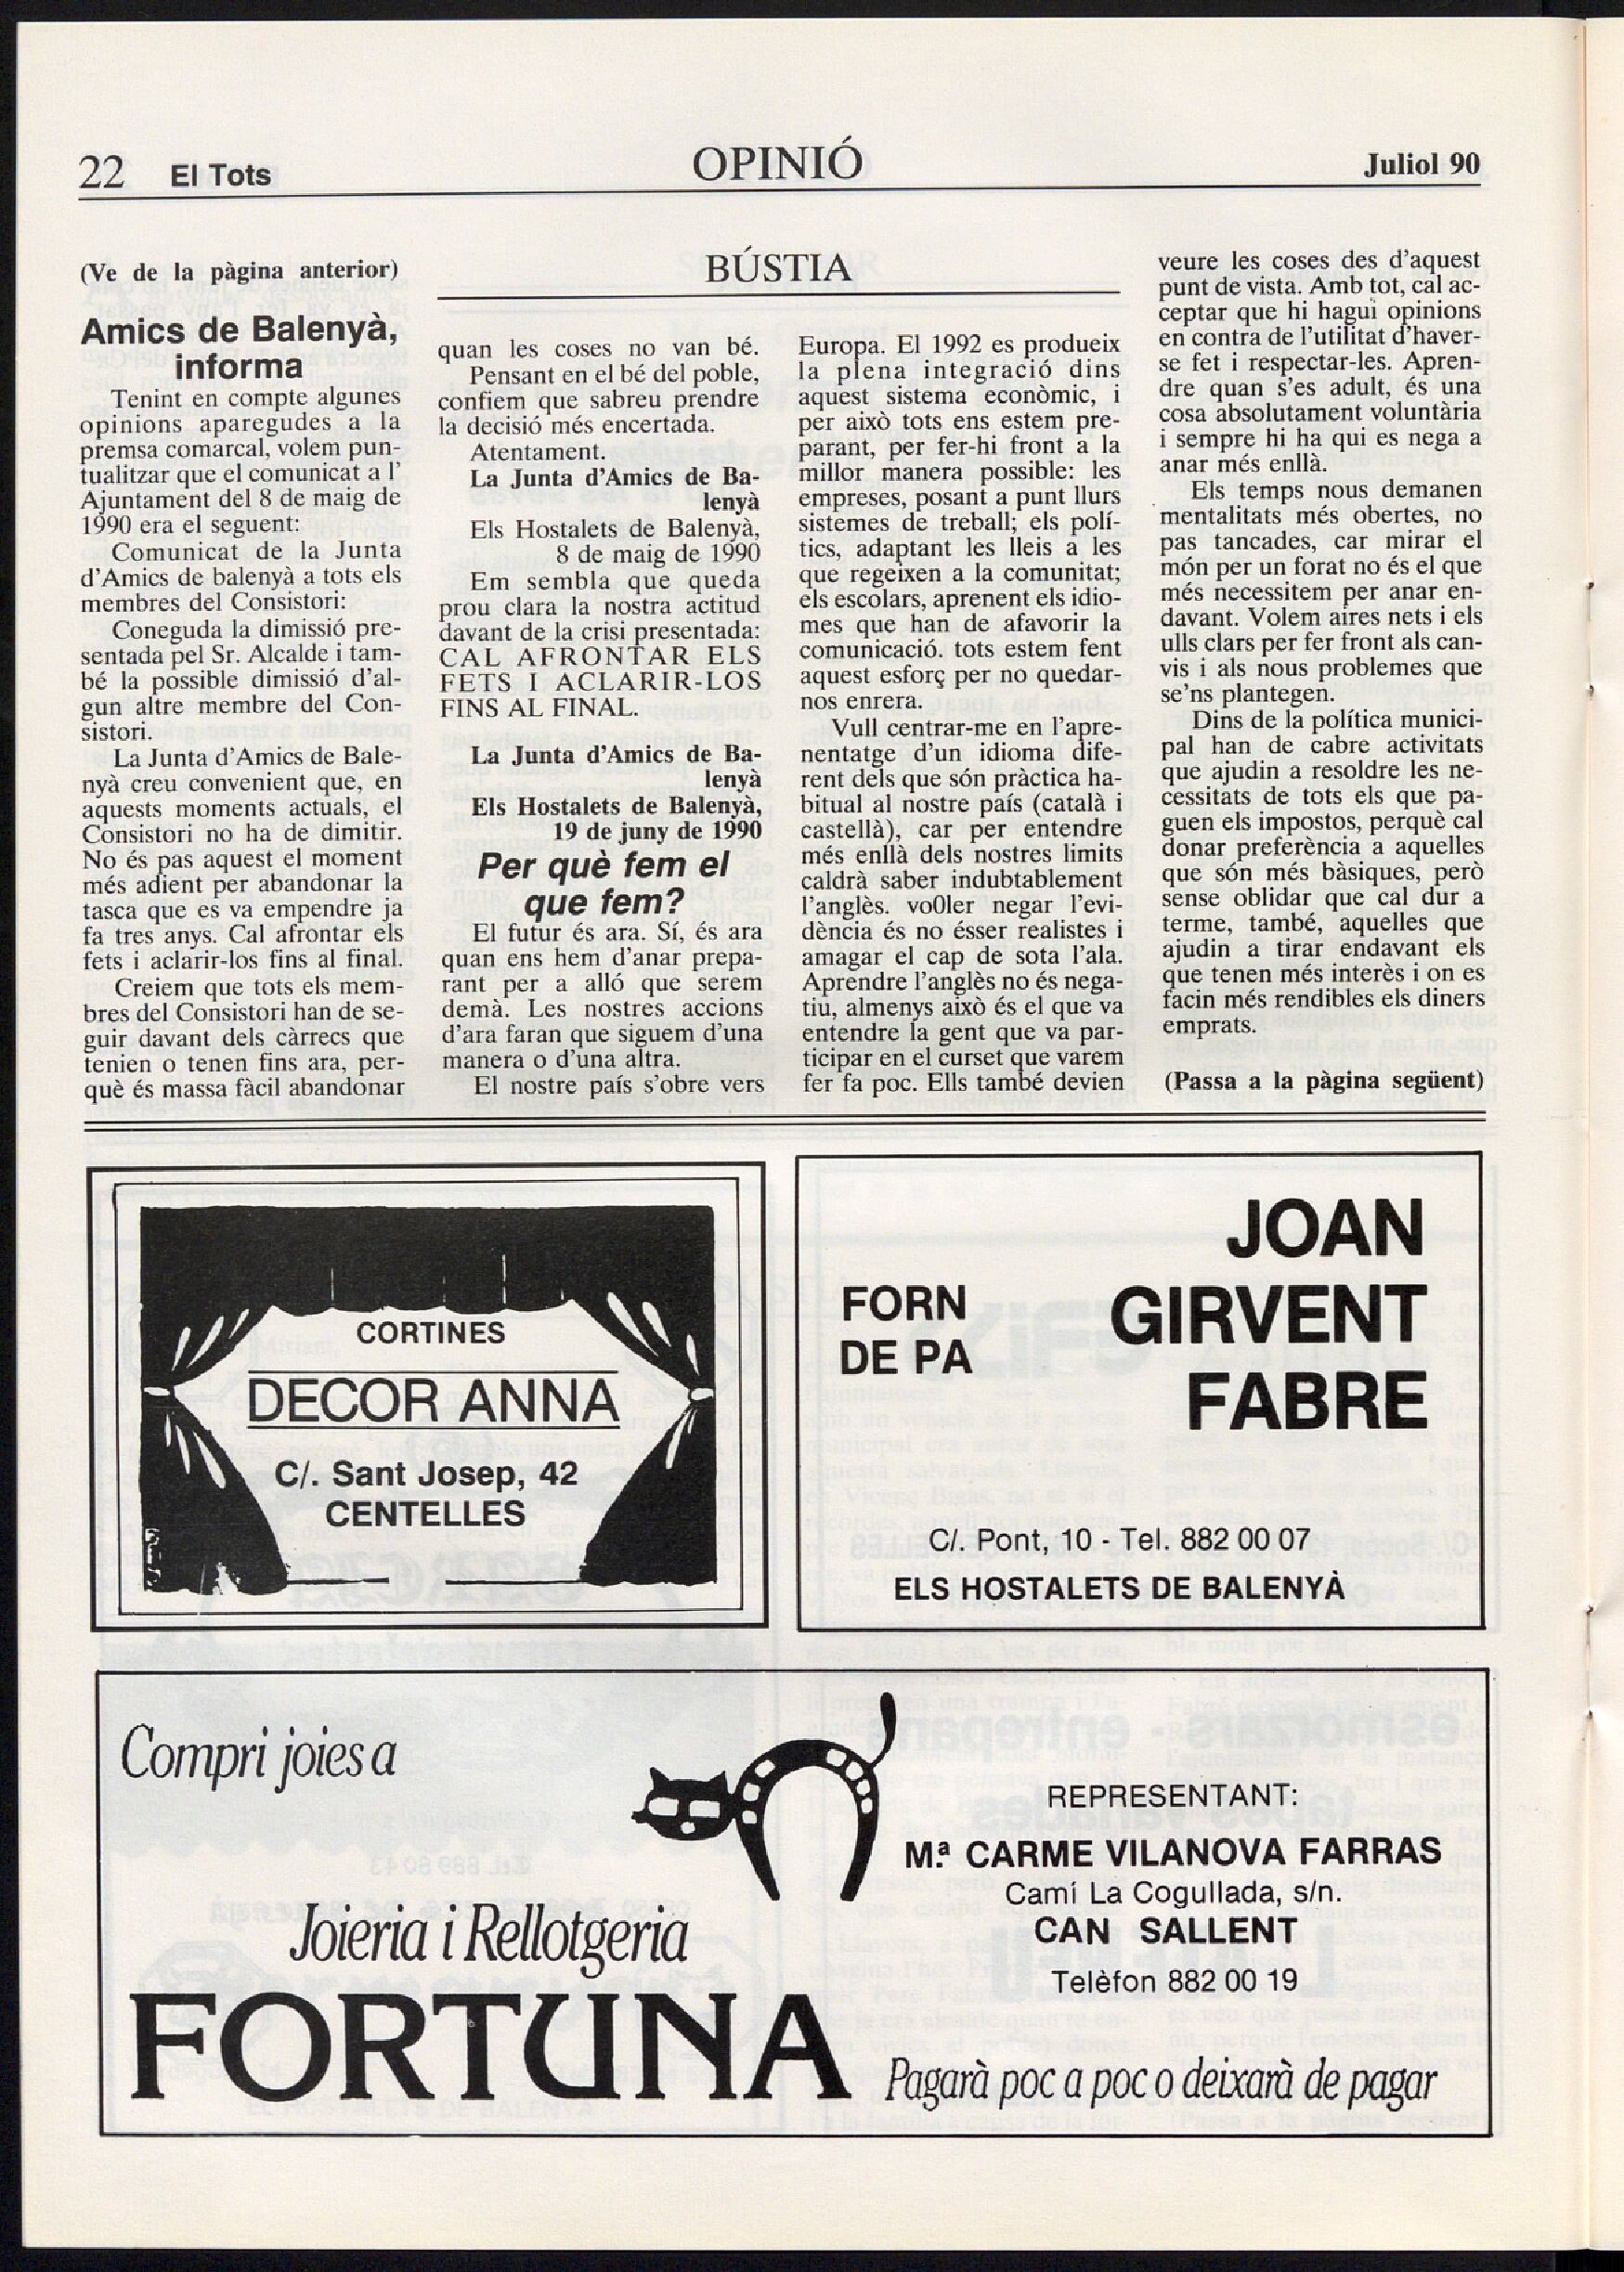 22 El Tots
OPINIÓ
Juliol 90
BÚSTIA
(Ve de la pàgina anterior)
Amics de Balenyà,
informa
Tenint en compte algunes
opinions aparegudes a la
premsa comarcal, volem pun-
tualitzar que el comunicat a l'
Ajuntament del 8 de maig de
1990 era el seguent:
Comunicat de la Junta
d'Amics de balenyà a tots els
membres del Consistori:
Coneguda la dimissió pre-
sentada pel Sr. Alcalde i tam-
bé la possible dimissió d'al-
gun altre membre del Con-
sistori.
La Junta d'Amics de Bale-
nyà creu convenient que, en
aquests moments actuals, el
Consistori no ha de dimitir.
No és pas aquest el moment
més adient per abandonar la
tasca que es va empendre ja
fa tres anys. Cal afrontar els
fets i aclarir-los fins al final.
Creiem que tots els mem-
bres del Consistori han de se-
guir davant dels càrrecs que
tenien o tenen fins ara, per-
què és massa fàcil abandonar
quan les coses no van bé.
Pensant en el bé del poble,
confiem que sabreu prendre
la decisió més encertada.
Atentament.
La Junta d'Amics de Ba-
lenyà
Els Hostalets de Balenyà,
8 de maig de 1990
Em sembla que queda
prou clara la nostra actitud
davant de la crisi presentada:
CAL AFRONTAR ELS
FETS I ACLARIR-LOS
FINS AL FINAL.
La Junta d'Amics de Ba-
lenyà
Els Hostalets de Balenyà,
19 de juny de 1990
Per què fem el
que fem?
El futur és ara. Sí, és ara
quan ens hem d'anar prepa-
rant per a alló que serem
demà. Les nostres accions
d'ara faran que siguem d'una
manera o d'una altra.
El nostre país s'obre vers
Europa. El 1992 es produeix
la plena integració dins
aquest sistema econòmic, i
per això tots ens estem pre-
parant, per fer-hi front a la
millor manera possible: les
empreses, posant a punt llurs
sistemes de treball; els polí-
tics, adaptant les lleis a les
que regeixen a la comunitat;
els escolars, aprenent els idio-
mes que han de afavorir la
comunicació. tots estem fent
aquest esforç per no quedar-
nos enrera.
Vull centrar-me en l'apre-
nentatge d'un idioma dife-
rent dels que són pràctica ha-
bitual al nostre país (català i
castellà), car per entendre
més enllà dels nostres limits
caldrà saber indubtablement
l'anglès. vo0ler negar l'evi-
dència és no ésser realistes i
amagar el cap de sota l'ala.
Aprendre l'anglès no és nega-
tiu, almenys això és el que va
entendre la gent que va par-
ticipar en el curset que varem
fer fa poc. Ells també devien
veure les coses des d'aquest
punt de vista. Amb tot, cal ac-
ceptar que hi hagui opinions
en contra de l'utilitat d'haver-
se fet i respectar-les. Apren-
dre quan s'es adult, és una
cosa absolutament voluntària
i sempre hi ha qui es nega a
anar més enllà.
Els temps nous demanen
mentalitats més obertes, no
pas tancades, car mirar el
món per un forat no és el que
més necessitem per anar en-
davant. Volem aires nets i els
ulls clars per fer front als can-
vis i als nous problemes que
se'ns plantegen.
Dins de la política munici-
pal han de cabre activitats
que ajudin a resoldre les ne-
cessitats de tots els que pa-
guen els impostos, perquè cal
donar preferència a aquelles
que són més bàsiques, però
sense oblidar que cal dur a
terme, també, aquelles que
ajudin a tirar endavant els
que tenen més interès i on es
facin més rendibles els diners
emprats.
(Passa a la pàgina següent)
CORTINES
DECOR ANNA
C/. Sant Josep, 42
CENTELLES
FORN
DE PA
JOAN
GIRVENT
FABRE
C/. Pont, 10 - Tel. 882 00 07
ELS HOSTALETS DE BALENYÀ
Compri joies a
Joieria i Rellotgeria
FORTUNA
REPRESENTANT:
M.ª CARME VILANOVA FARRAS
Camí La Cogullada, s/n.
CAN SALLENT
Telèfon 882 00 19
Pagarà poc a poc o deixarà de pagar